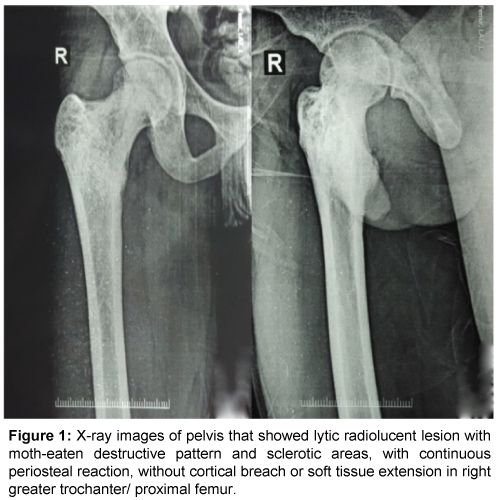 R
R
Figure 1: X-ray images of pelvis that showed lytic radiolucent lesion with
moth-eaten destructive pattern and sclerotic areas, with continuous
periosteal reaction, without cortical breach or soft tissue extension in right
greater trochanter/ proximal femur.